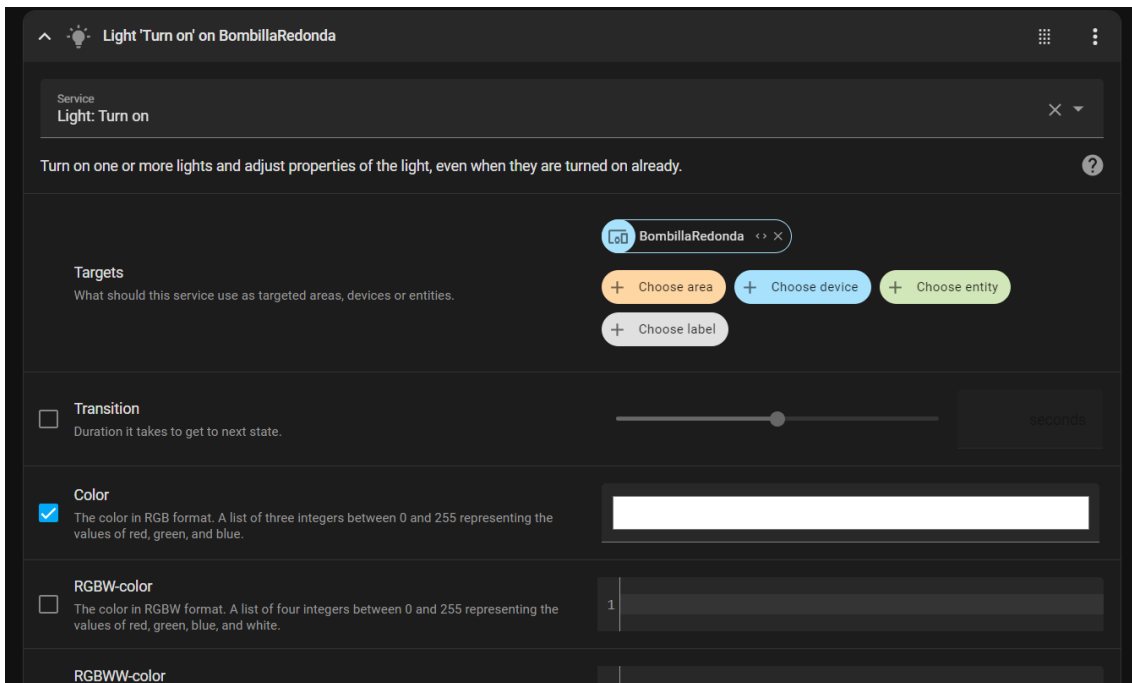 Light 'Turn on' on BombillaRedonda
Service
Light: Turn on
Turn on one or more lights and adjust properties of the light, even when they are turned on already.
BombillaRedonda
Targets
What should this service use as targeted areas, devices or entities.
Choose area
Choose device
Choose entity
Choose label
Transition
Duration it takes to get to next state.
seconds
Color
The color in RGB format. A list of three integers between 0 and 255 representing the
values of red, green, and blue.
RGBW-color
The color in RGBW format. A list of four integers between 0 and 255 representing the
values of red, green, blue, and white.
1
RGBWW-color